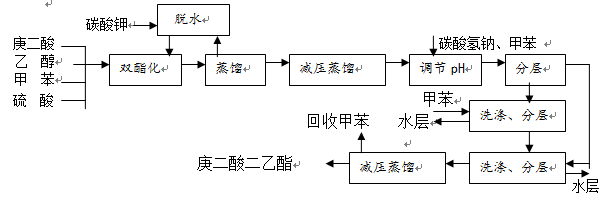 碳酸钾
脱水
庚二酸
乙 醇
甲 苯
硫 酸
双酯化
蒸馏
减压蒸馏
调节 pH
分层
碳酸氢钠、甲苯
甲苯
水层
洗涤、分层
回收甲苯
庚二酸二乙酯
减压蒸馏
洗涤、分层
水层